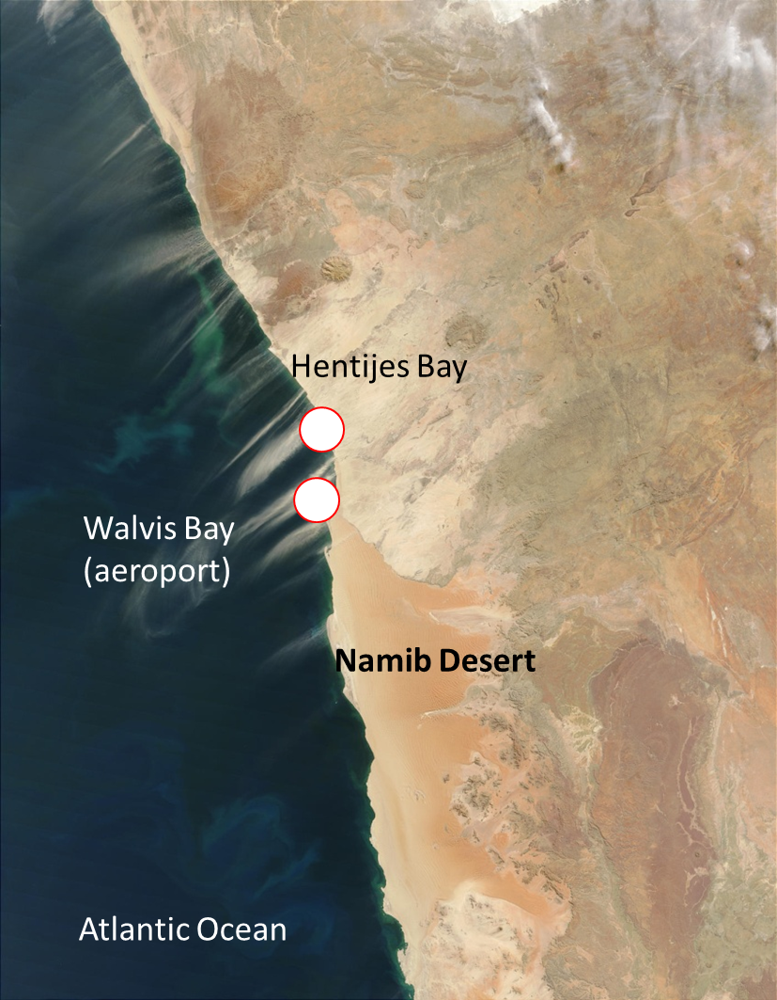 Hentijes Bay
Walvis Bay
(aeroport)
Namib Desert
Atlantic Ocean